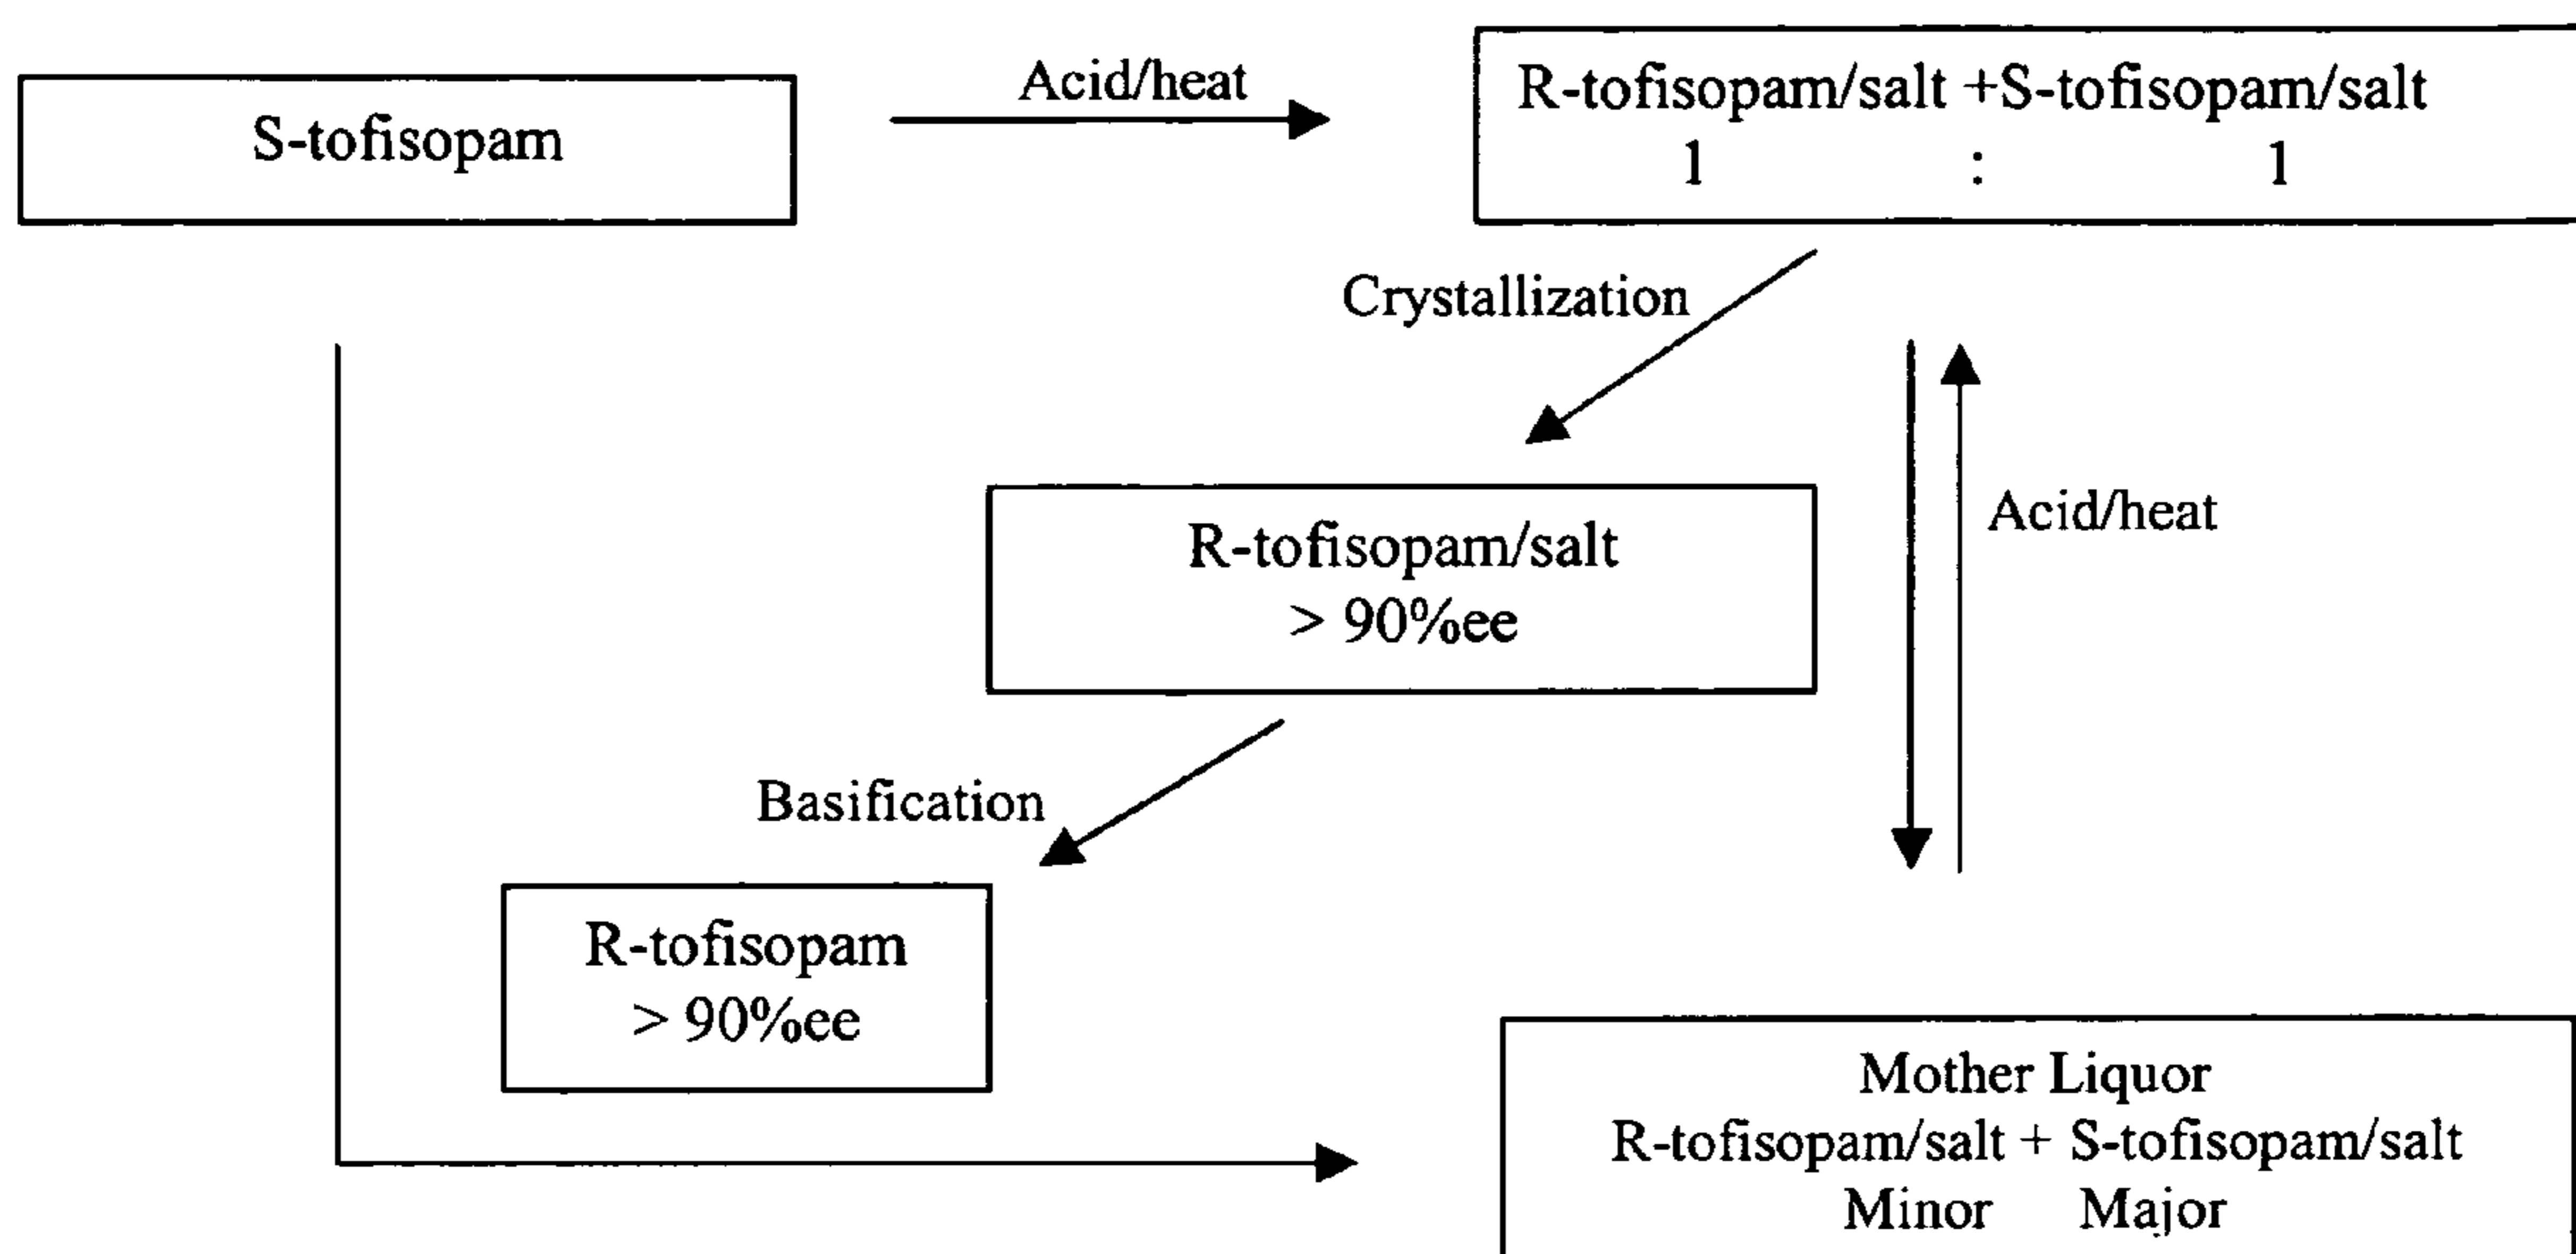 S-tofisopam
Acid/heat
R-tofisopam/salt +S-tofisopam/salt
1 : 1
Crystallization
Acid/heat
R-tofisopam/salt
> 90%ee
Basification
R-tofisopam
> 90%ee
Mother Liquor
R-tofisopam/salt + S-tofisopam/salt
Minor Major